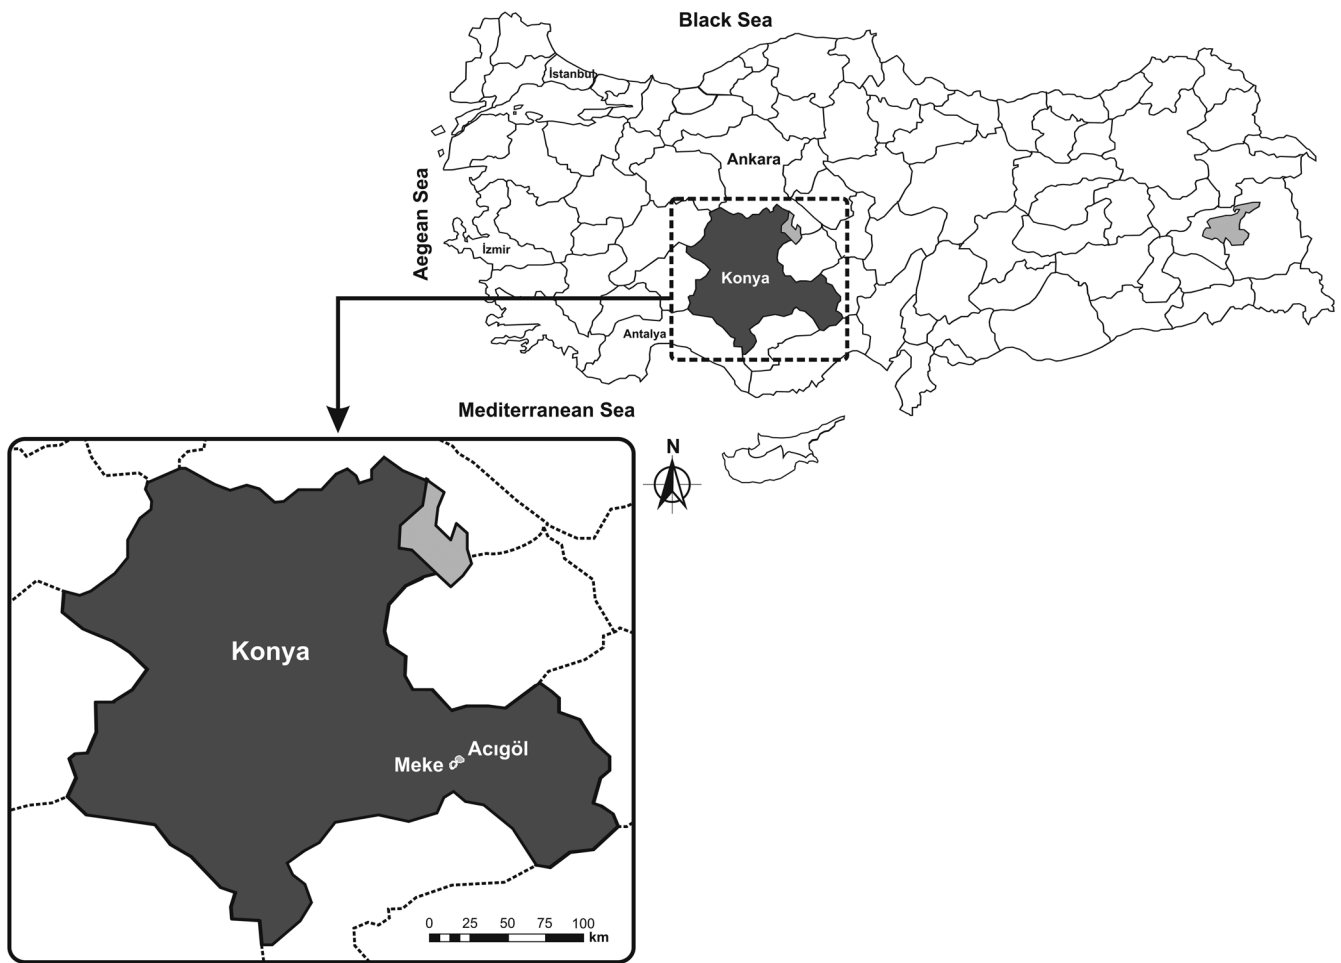 Black Sea
İstanbul
Ankara
Aegean Sea
İzmir
Konya
Antalya
Mediterranean Sea
N
Konya
Acıgöl
Meke
0 25 50 75 100
km